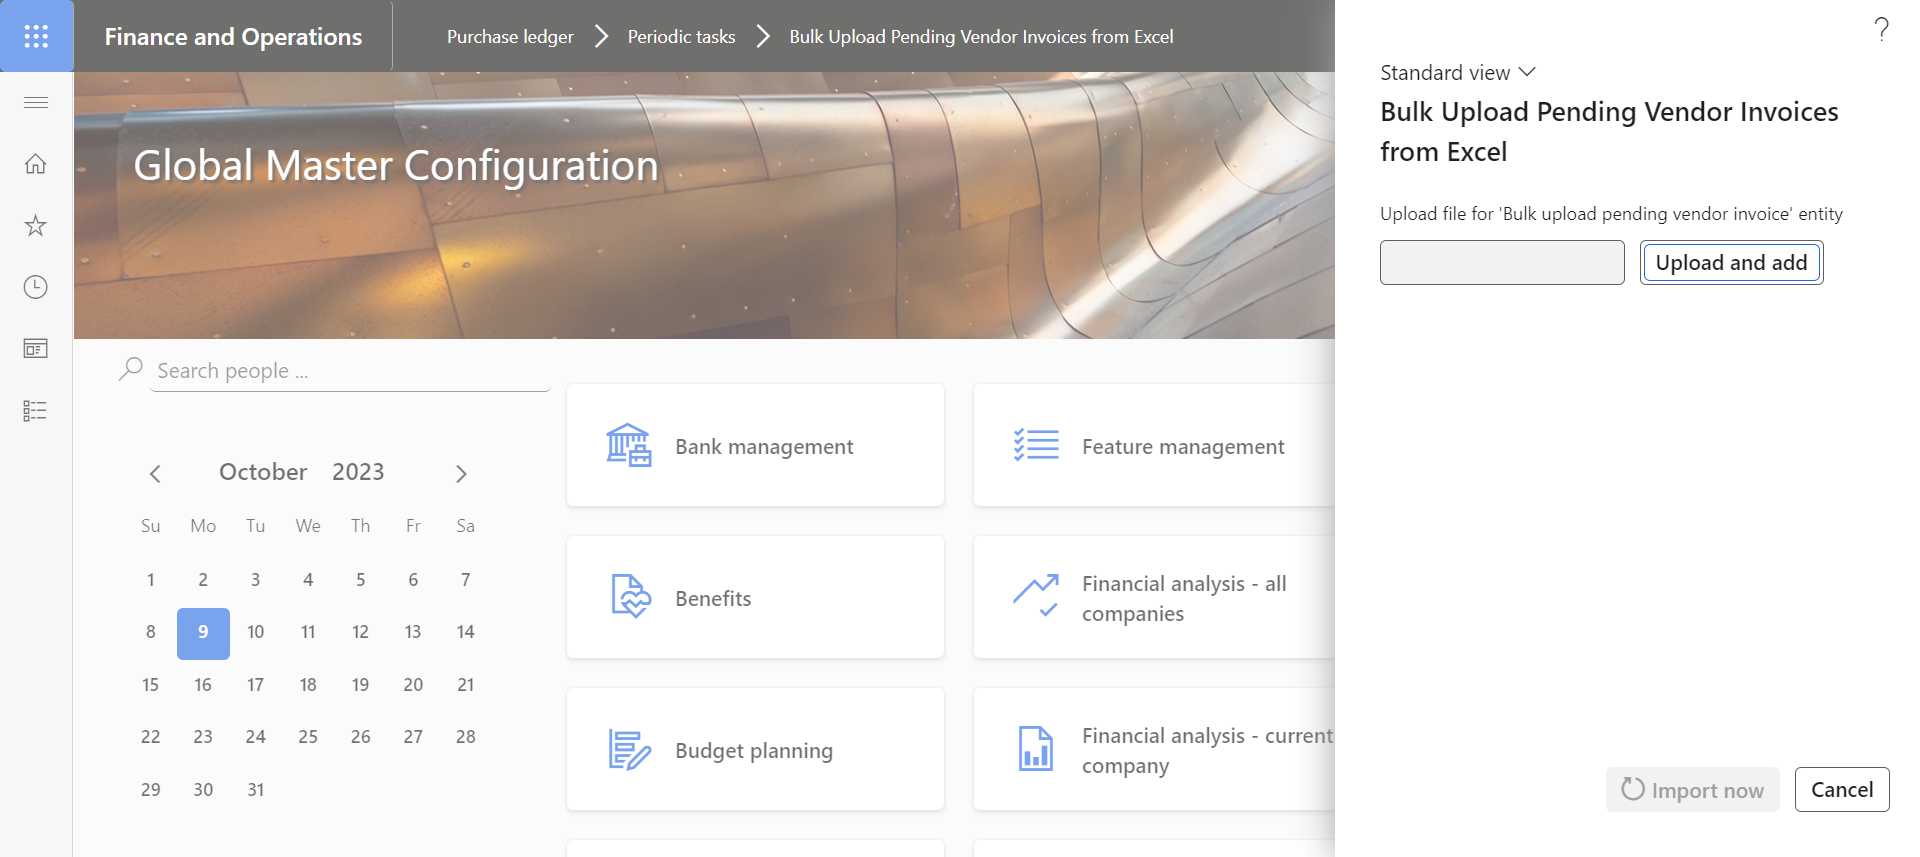 Finance and Operations
Purchase ledger
Periodic tasks
Bulk Upload Pending Vendor Invoices from Excel
?
Standard view
Bulk Upload Pending Vendor Invoices
from Excel
Upload file for 'Bulk upload pending vendor invoice' entity
Upload and add
Import now
Cancel
Global Master Configuration
Search people ...
October 2023
Su Mo Tu We Th Fr Sa
1 2 3 4 5 6 7
8 9 10 11 12 13 14
15 16 17 18 19 20 21
22 23 24 25 26 27 28
29 30 31
Bank management
Feature management
Benefits
Financial analysis - all
companies
Budget planning
Financial analysis - current
company